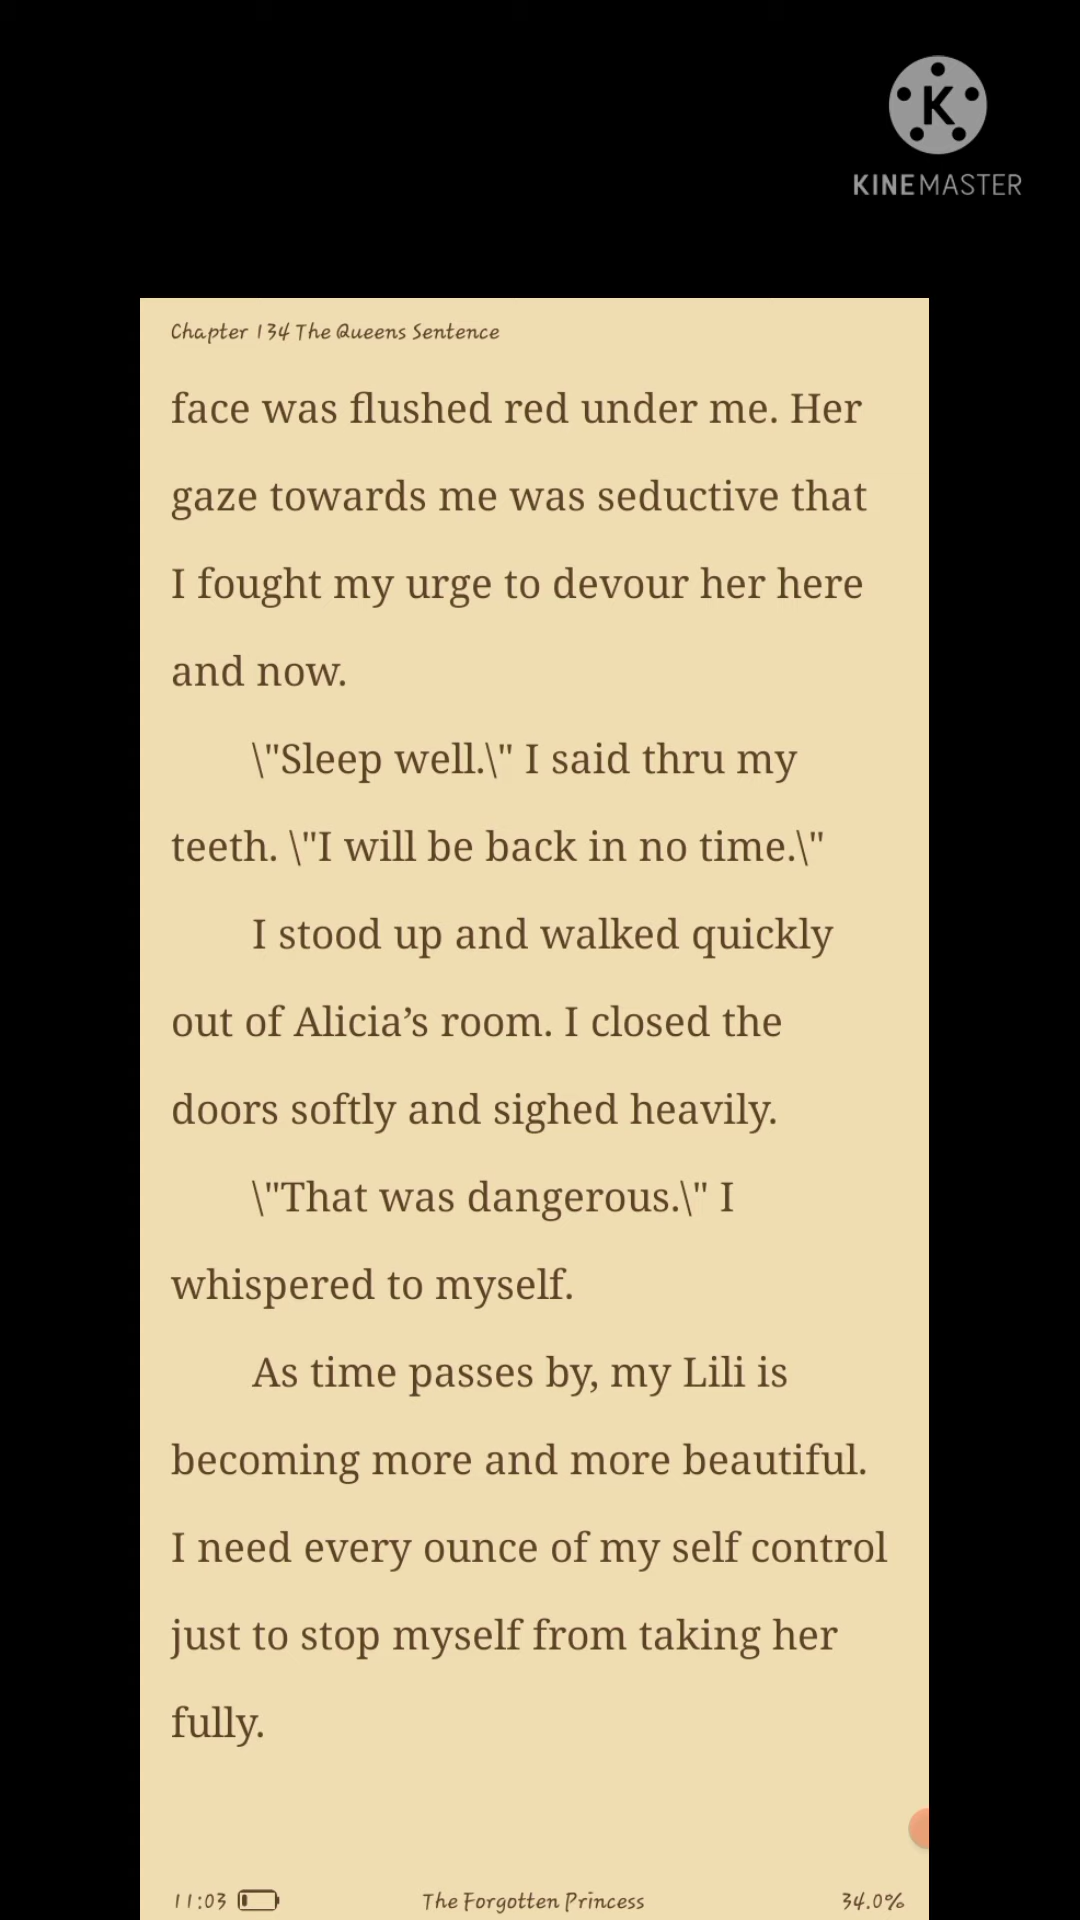 K
KINEMASTER
Chapter 134 The Queens Sentence
face was flushed red under me. Her
gaze towards me was seductive that
I fought my urge to devour her here
and now.
\"Sleep well.\" I said thru my
teeth. \"I will be back in no time.\"
I stood up and walked quickly
out of Alicia’s room. I closed the
doors softly and sighed heavily.
\"That was dangerous.\" I
whispered to myself.
As time passes by, my Lili is
becoming more and more beautiful.
I need every ounce of my self control
just to stop myself from taking her
fully.
11:03 The Forgotten Princess 34.0%